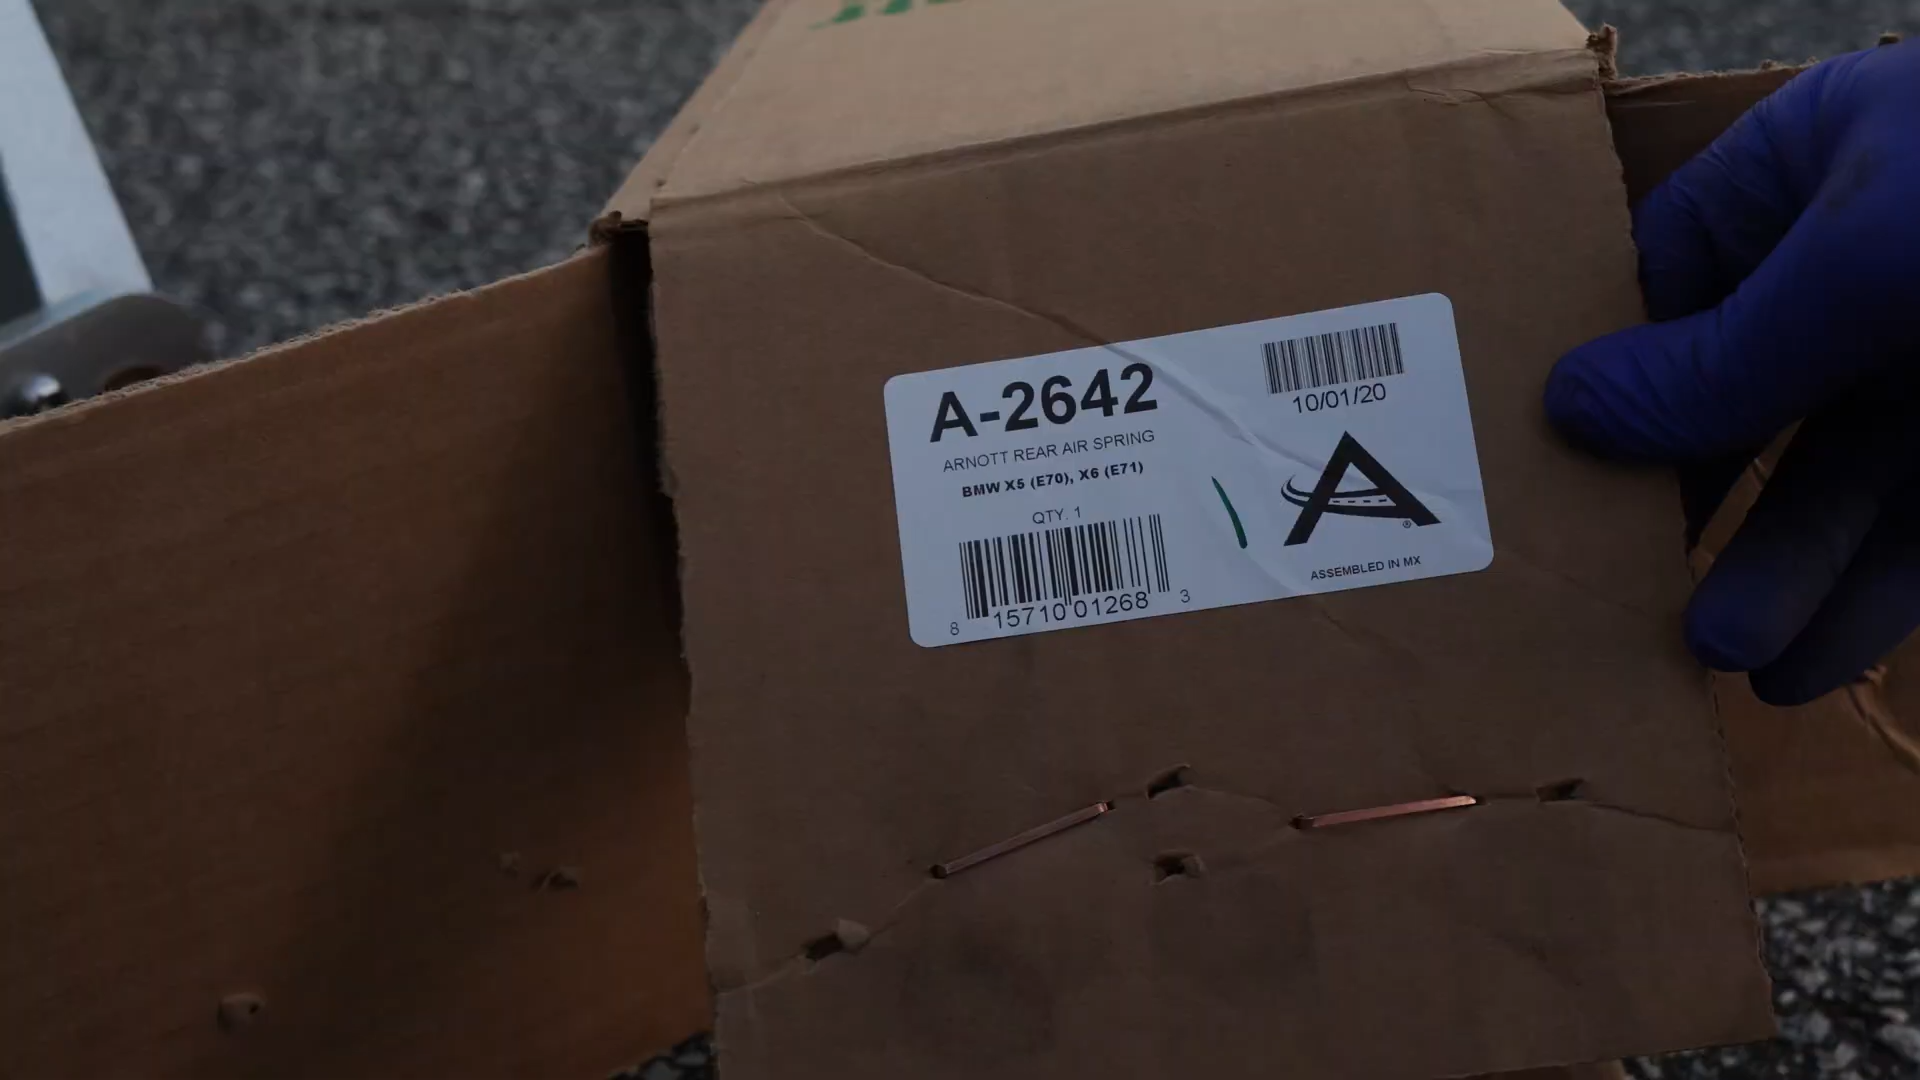 A-2642
ARNOTT REAR AIR SPRING
BMW X5 (E70), X6 (E71)
QTY. 1
8 15710 01268 3
10/01/20
®
ASSEMBLED IN MX